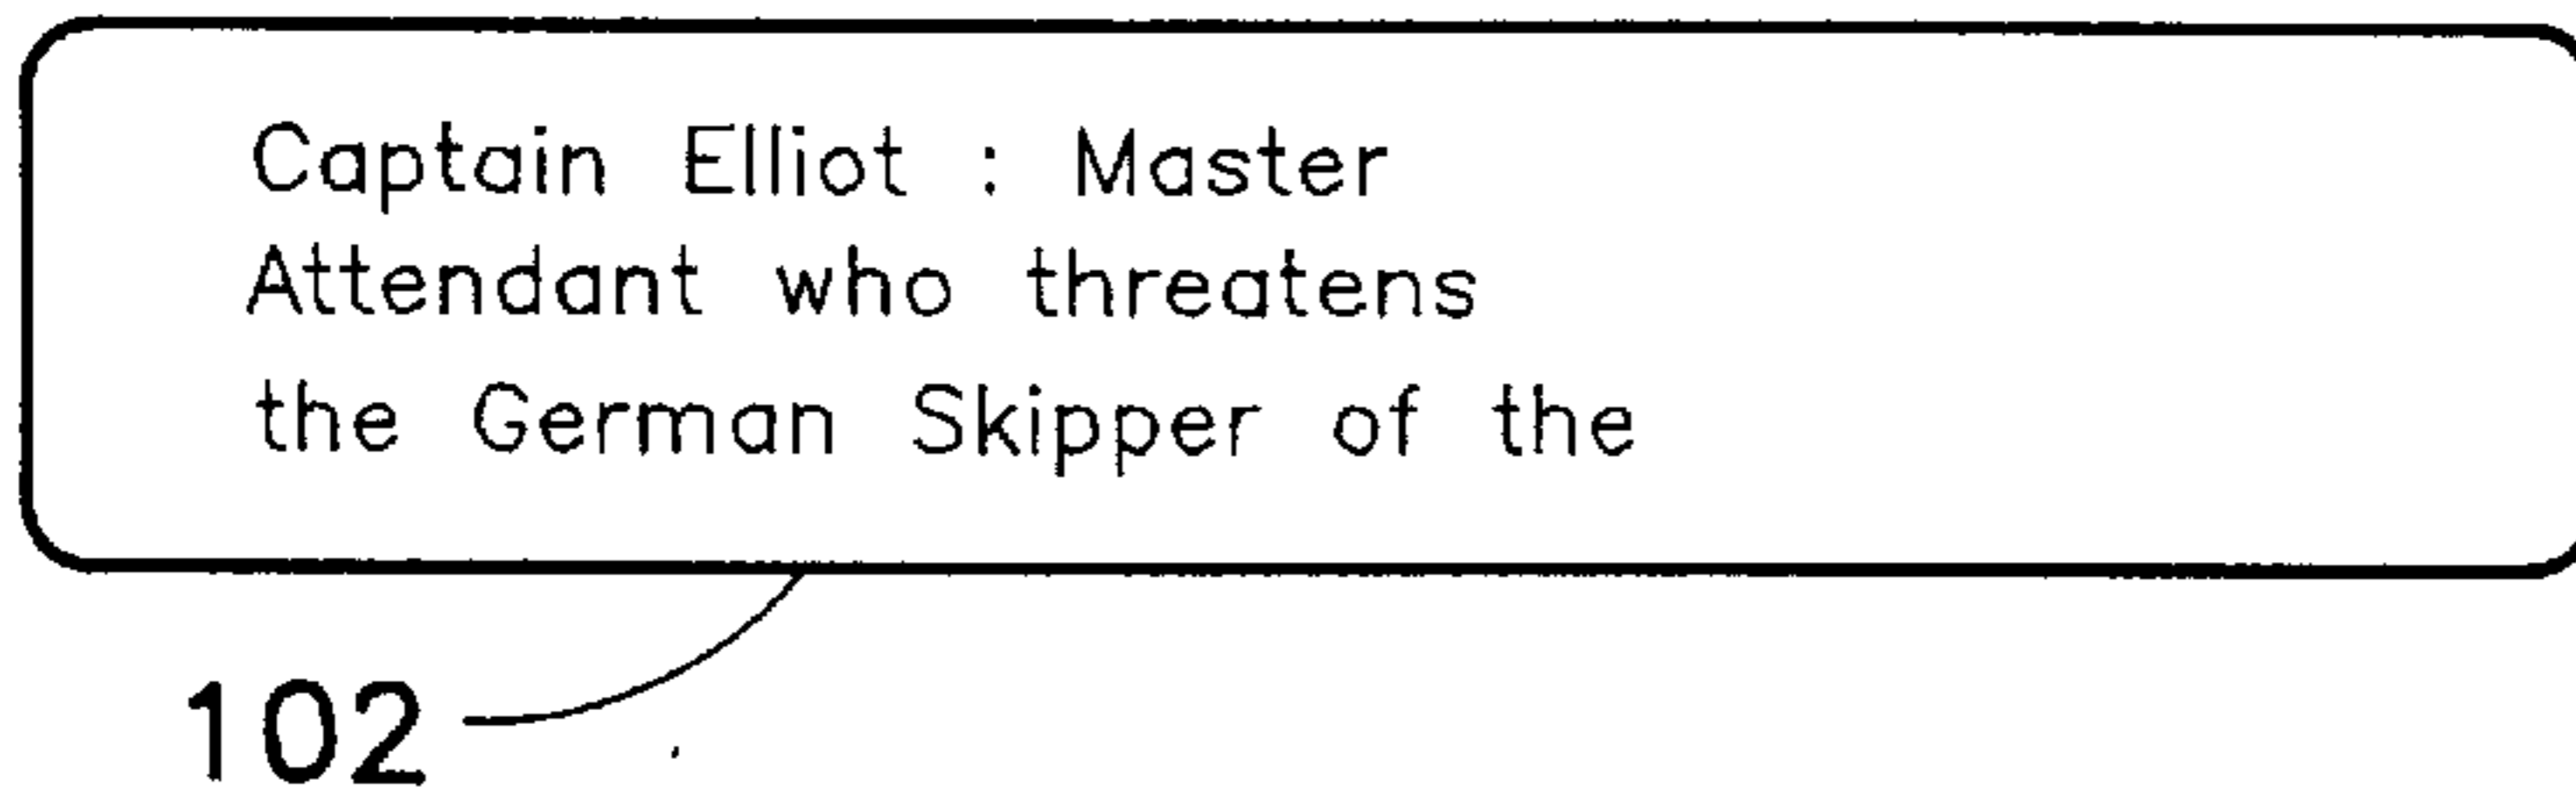 Captain Elliot : Master
Attendant who threatens
the German Skipper of the
102